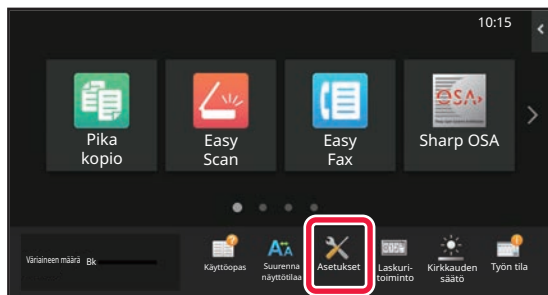 10:15
Pika
kopio
Easy
Scan
Easy
Fax
OSA
Sharp OSA
Väriaineen määrä Bk
Käyttöopas
Suurenna
näyttötilaa
Asetukset
Laskuri-
toiminto
Kirkkauden
säätö
Työn tila